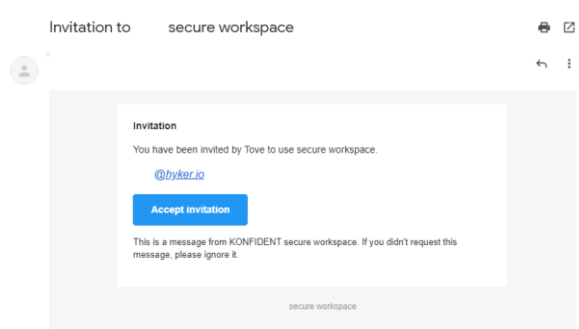 Invitation to secure workspace
Invitation
You have been invited by Tove to use secure workspace.
@hyker.io
Accept invitation
This is a message from KONFIDENT secure workspace. If you didn't request this
message, please ignore it.
secure workspace